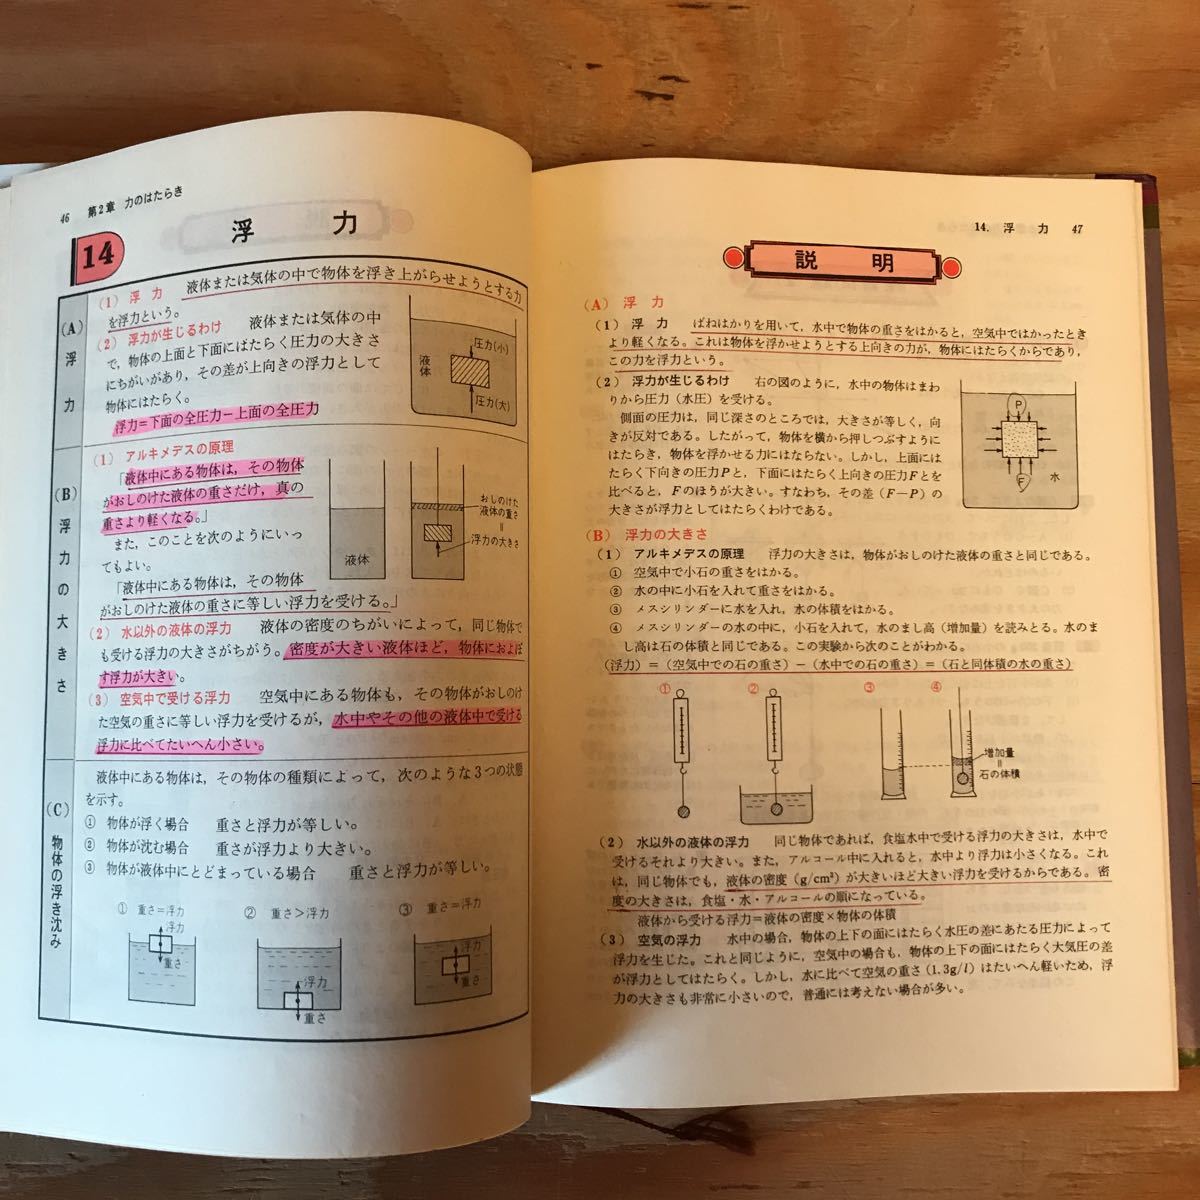 46 第2章 力のはたらき
14
浮力
(A)浮力
(1) 浮力 液体または気体の中で物体を浮き上がらせようとする力
を浮力という。
(2) 浮力が生じるわけ 液体または気体の中
で，物体の上面と下面にはたらく圧力の大きさ
にちがいがあり，その差が上向きの浮力として
物体にはたらく。
浮力＝下面の全圧力－上面の全圧力
液体
圧力(小)
圧力(大)
(B)浮力の大きさ
(1) アルキメデスの原理
「液体中にある物体は，その物体
がおしのけた液体の重さだけ，真の
重さより軽くなる。」
また，このことを次のようにいっ
てもよい。
「液体中にある物体は，その物体
がおしのけた液体の重さに等しい浮力を受ける。」
液体
おしのけた
液体の重さ
＝
浮力の大きさ
(2) 水以外の液体の浮力 液体の密度のちがいによって，同じ物体で
も受ける浮力の大きさがちがう。密度が大きい液体ほど，物体におよぼ
す浮力が大きい。
(3) 空気中で受ける浮力 空気中にある物体も，その物体がおしのけ
た空気の重さに等しい浮力を受けるが，水中やその他の液体中で受ける
浮力に比べてたいへん小さい。
(C)物体の浮き沈み
液体中にある物体は，その物体の種類によって，次のような3つの状態
を示す。
① 物体が浮く場合 重さと浮力が等しい。
② 物体が沈む場合 重さが浮力より大きい。
③ 物体が液体中にとどまっている場合 重さと浮力が等しい。
① 重さ＝浮力
浮力
重さ
② 重さ＞浮力
浮力
重さ
③ 重さ＝浮力
浮力
重さ
14. 浮力 47
説明
(A) 浮力
(1) 浮力 ばねはかりを用いて，水中で物体の重さをはかると，空気中ではかったとき
より軽くなる。これは物体を浮かせようとする上向きの力が，物体にはたらくからであり，
この力を浮力という。
(2) 浮力が生じるわけ 右の図のように，水中の物体はまわ
りから圧力（水圧）を受ける。
側面の圧力は，同じ深さのところでは，大きさが等しく，向
きが反対である。したがって，物体を横から押しつぶすように
はたらき，物体を浮かせる力にはならない。しかし，上面には
たらく下向きの圧力Pと，下面にはたらく上向きの圧力Fとを
比べると，Fのほうが大きい。すなわち，その差（F－P）の
大きさが浮力としてはたらくわけである。
P
F
水
(B) 浮力の大きさ
(1) アルキメデスの原理 浮力の大きさは，物体がおしのけた液体の重さと同じである。
① 空気中で小石の重さをはかる。
② 水の中に小石を入れて重さをはかる。
③ メスシリンダーに水を入れ，水の体積をはかる。
④ メスシリンダーの水の中に，小石を入れて，水のまし高（増加量）を読みとる。水のま
し高は石の体積と同じである。この実験から次のことがわかる。
（浮力）＝（空気中での石の重さ）－（水中での石の重さ）＝（石と同体積の水の重さ）
① ② ③ ④
増加量
＝
石の体積
(2) 水以外の液体の浮力 同じ物体であれば，食塩水中で受ける浮力の大きさは，水中で
受けるそれより大きい。また，アルコール中に入れると，水中より浮力は小さくなる。これ
は，同じ物体でも，液体の密度（g/cm³）が大きいほど大きい浮力を受けるからである。密
度の大きさは，食塩・水・アルコールの順になっている。
液体から受ける浮力＝液体の密度×物体の体積
(3) 空気の浮力 水中の場合，物体の上下の面にはたらく水圧の差にあたる圧力によって
浮力を生じた。これと同じように，空気中の場合も，物体の上下の面にはたらく大気圧の差
が浮力としてはたらく。しかし，水に比べて空気の重さ（1.3g/l）はたいへん軽いため，浮
力の大きさも非常に小さいので，普通には考えない場合が多い。